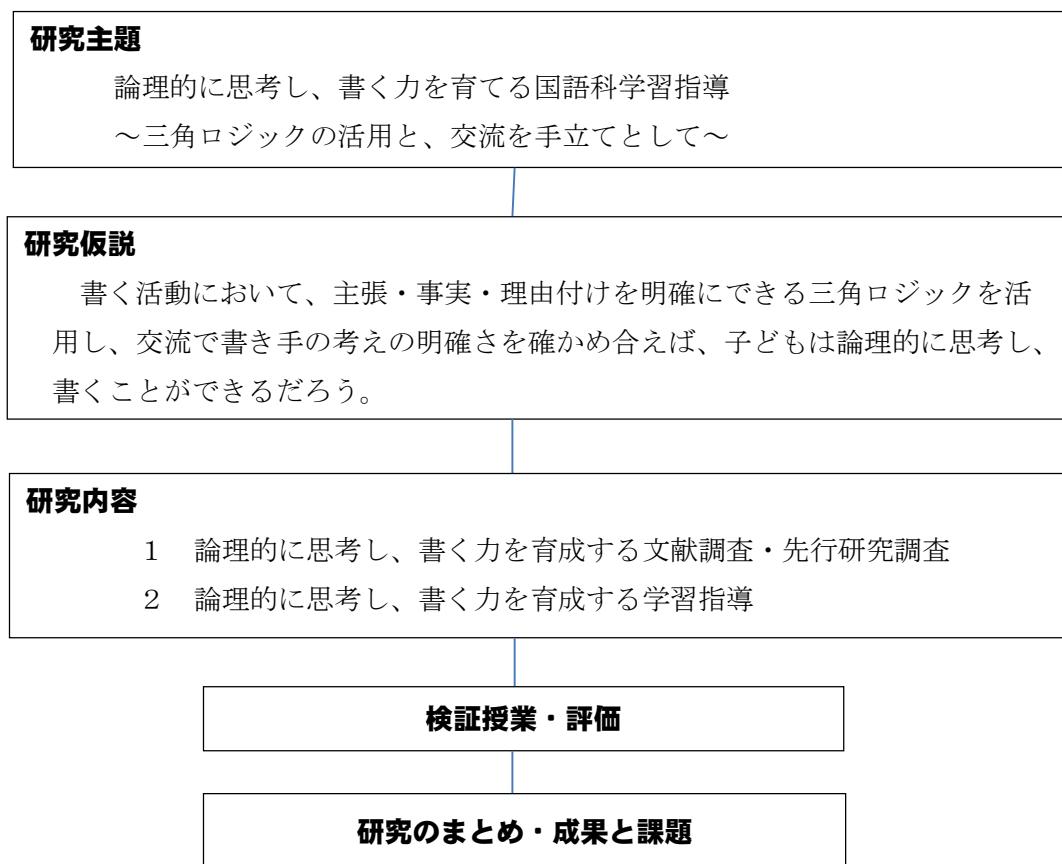 研究主題
論理的に思考し、書く力を育てる国語科学習指導
～三角ロジックの活用と、交流を手立てとして～
研究仮説
書く活動において、主張・事実・理由付けを明確にできる三角ロジックを活
用し、交流で書き手の考えの明確さを確かめ合えば、子どもは論理的に思考し、
書くことができるだろう。
研究内容
１　論理的に思考し、書く力を育成する文献調査・先行研究調査
２　論理的に思考し、書く力を育成する学習指導
検証授業・評価
研究のまとめ・成果と課題